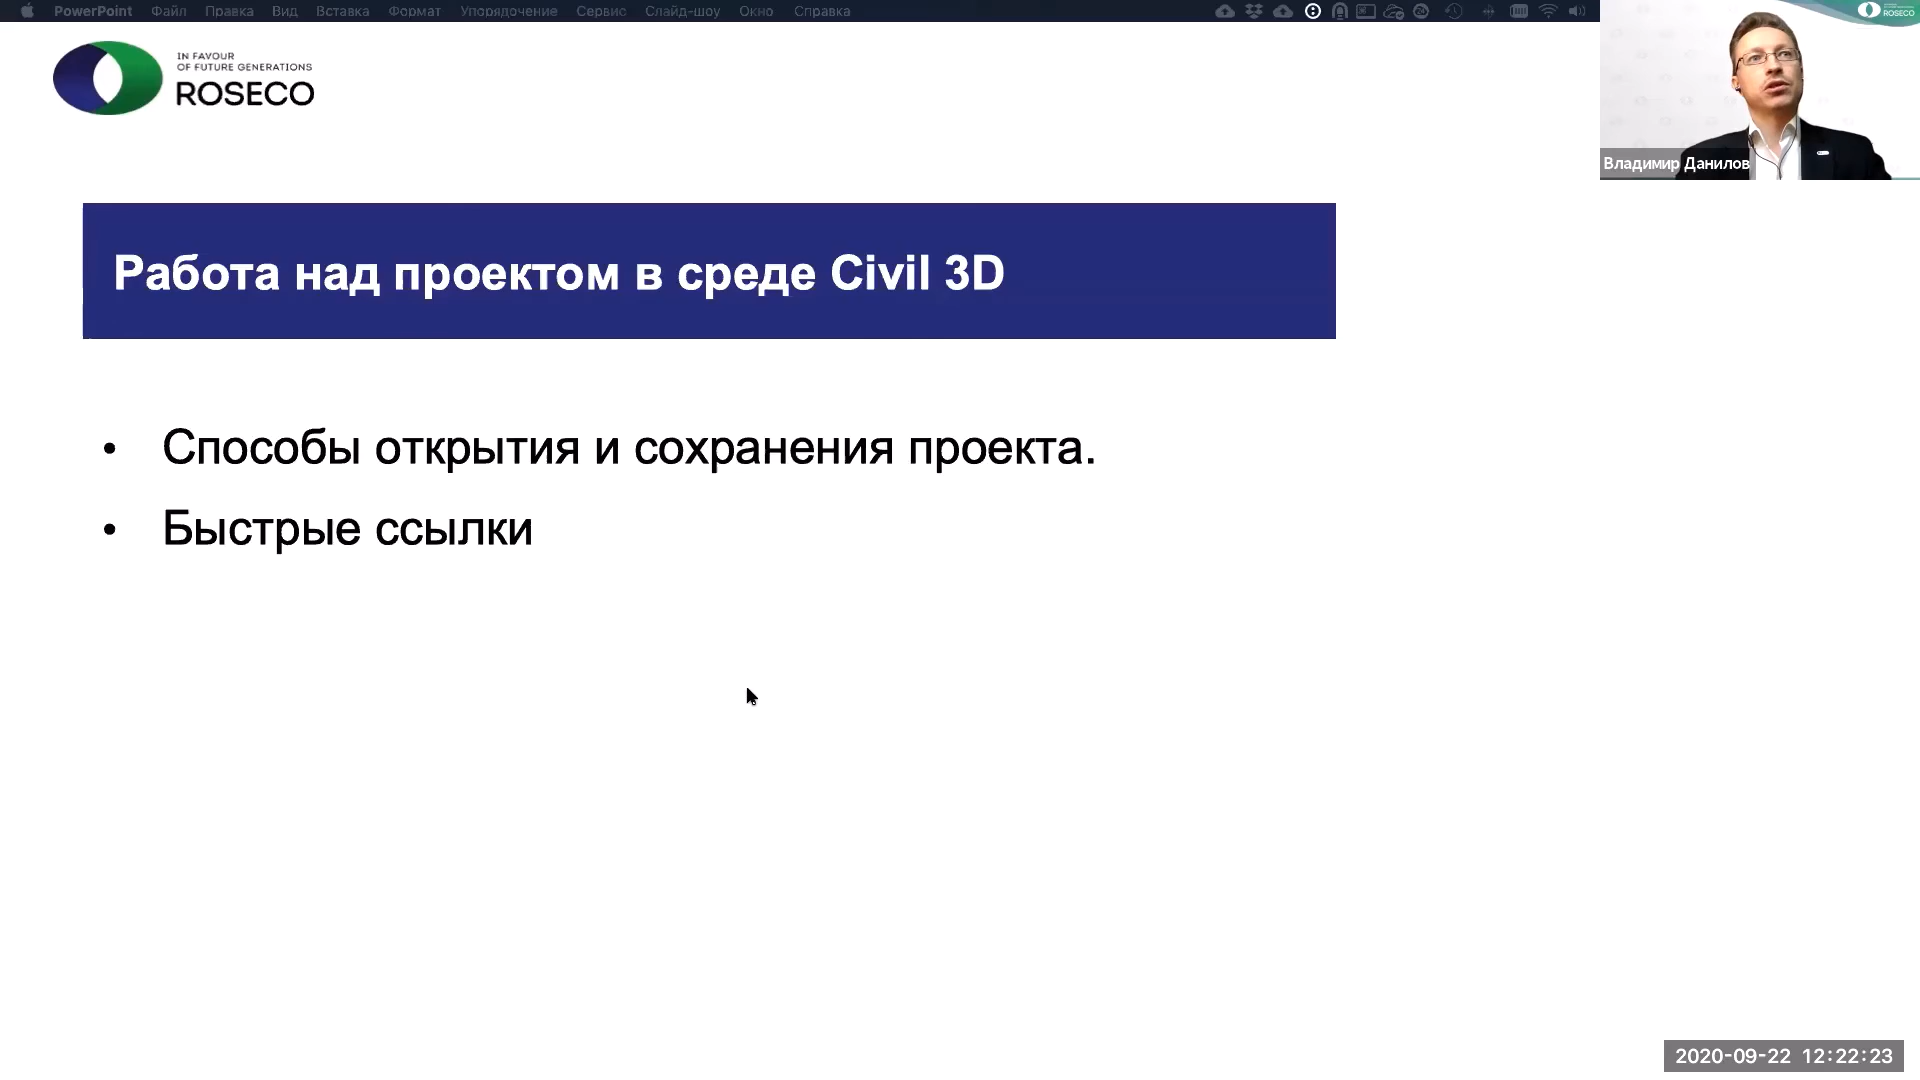 PowerPoint Файл Правка Вид Вставка Формат Упорядочение Сервис Слайд-шоу Окно Справка
IN FAVOUR
OF FUTURE GENERATIONS
ROSECO
ROSECO
Владимир Данилов
Работа над проектом в среде Civil 3D
• Способы открытия и сохранения проекта.
• Быстрые ссылки
2020-09-22 12:22:23